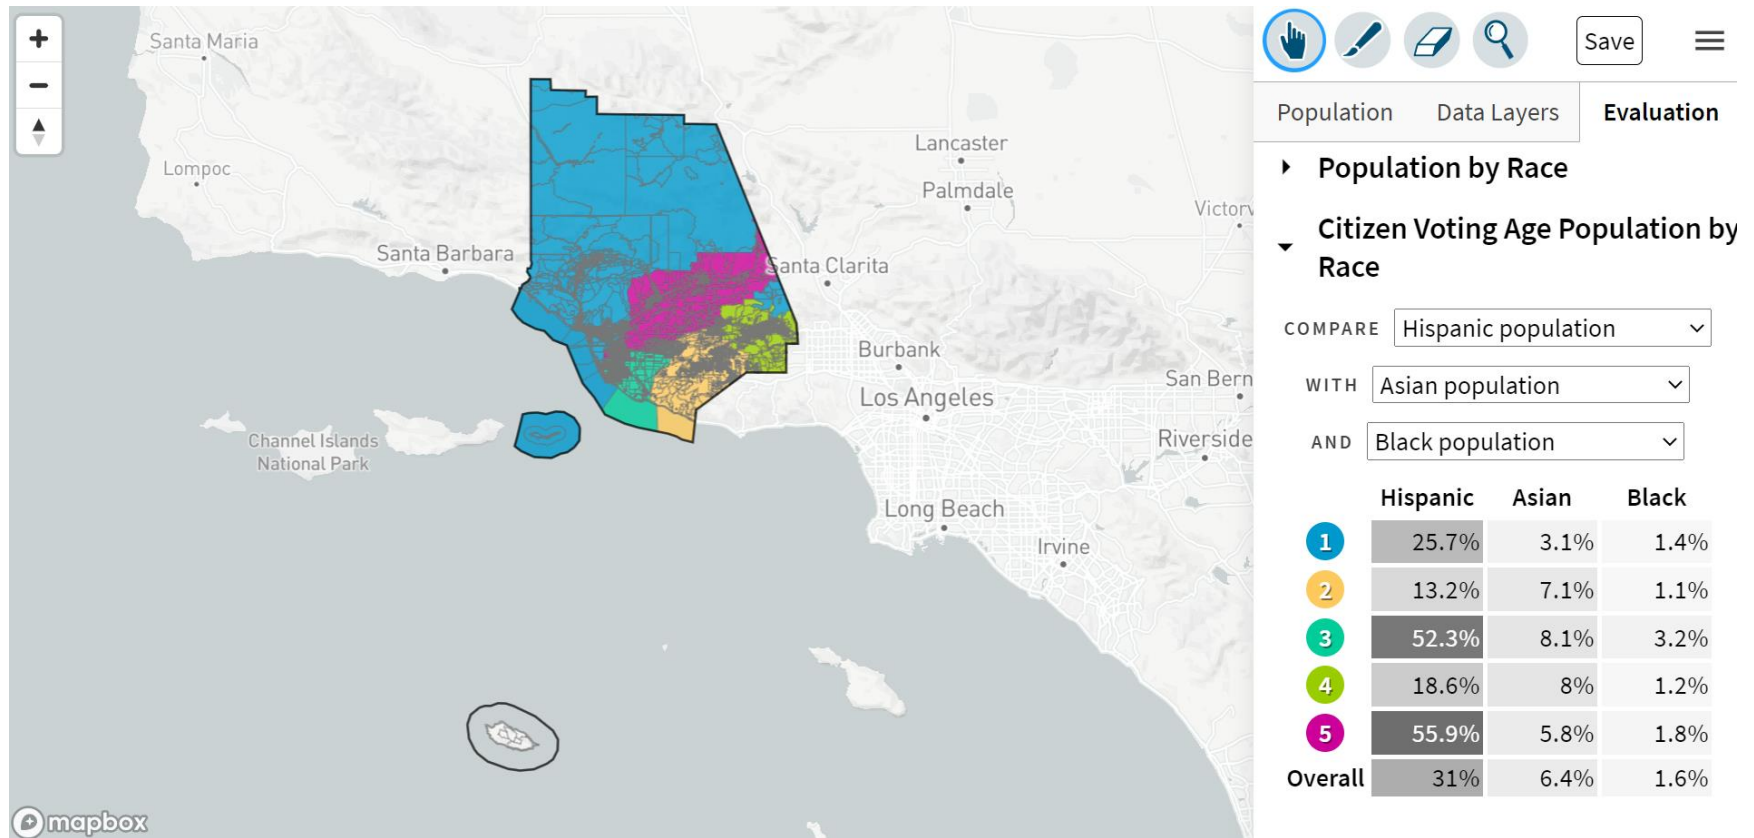 Santa Maria
Lompoc
Santa Barbara
Channel Islands
National Park
Lancaster
Palmdale
Victorv
Santa Clarita
Burbank
Los Angeles
San Bern
Riverside
Long Beach
Irvine
mapbox
Save
Population
Data Layers
Evaluation
Population by Race
Citizen Voting Age Population by
Race
COMPARE Hispanic population
WITH Asian population
AND Black population
Hispanic Asian Black
1 25.7% 3.1% 1.4%
2 13.2% 7.1% 1.1%
3 52.3% 8.1% 3.2%
4 18.6% 8% 1.2%
5 55.9% 5.8% 1.8%
Overall 31% 6.4% 1.6%